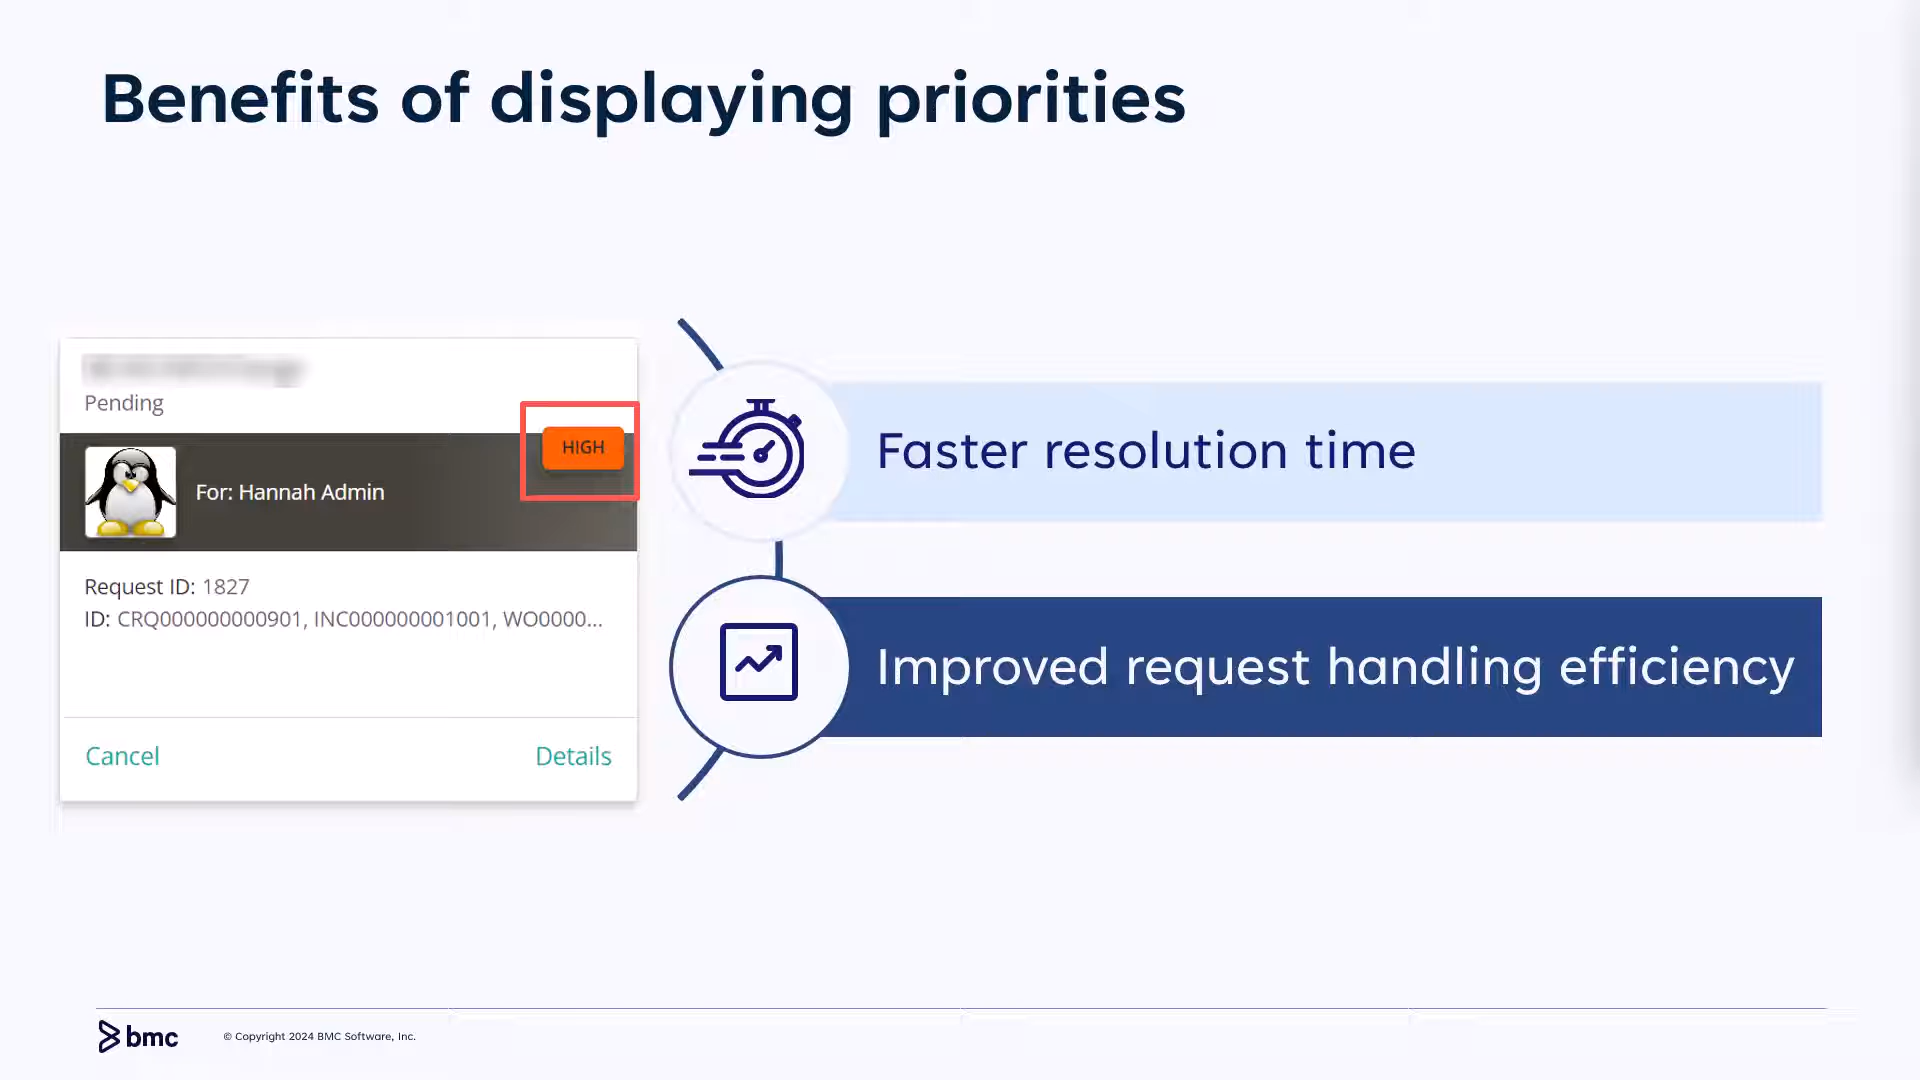 Benefits of displaying priorities
Pending
HIGH
For: Hannah Admin
Request ID: 1827
ID: CRQ000000000901, INC000000001001, WO0000...
Cancel
Details
Faster resolution time
Improved request handling efficiency
bmc
© Copyright 2024 BMC Software, Inc.